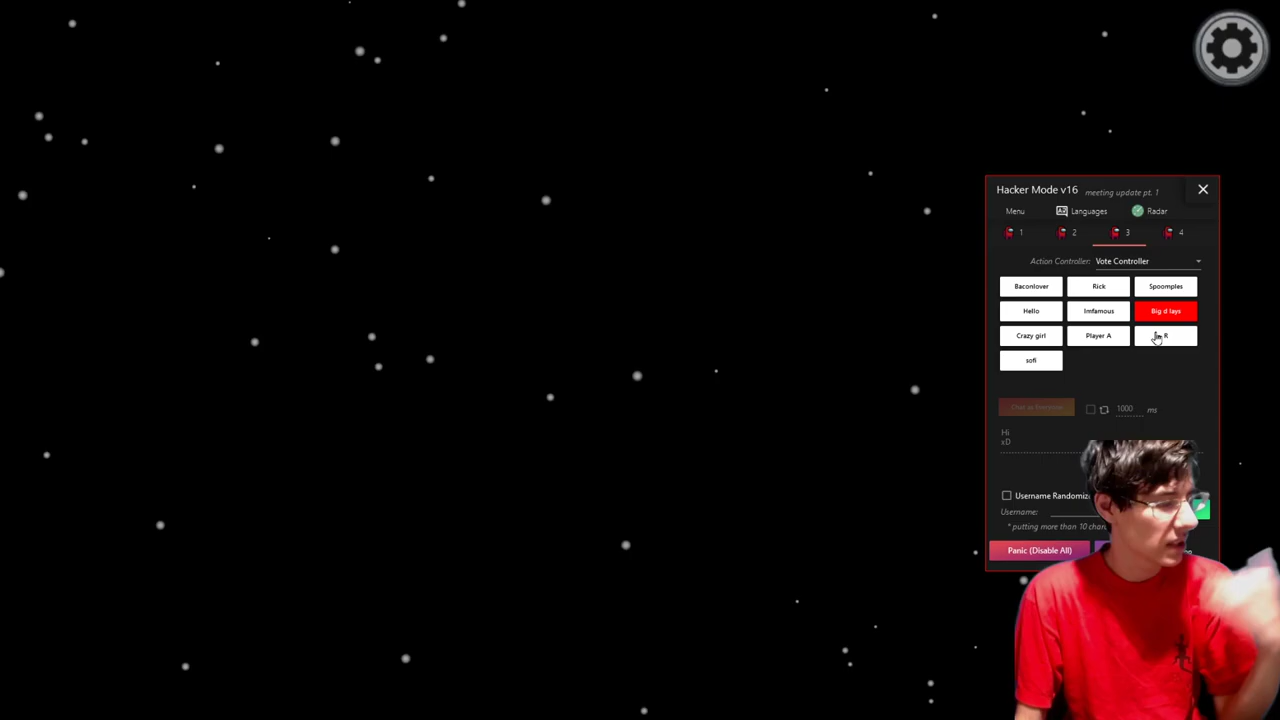 Hacker Mode v16 meeting update pt. 1
Menu Languages Radar
1 2 3 4
Action Controller: Vote Controller
Baconlover Rick Spoomples
Hello Imfamous Big d lays
Crazy girl Player A R
sofi
1000 ms
Hi
xD
Username Randomiz
Username:
* putting more than 10 chan
Panic (Disable All)